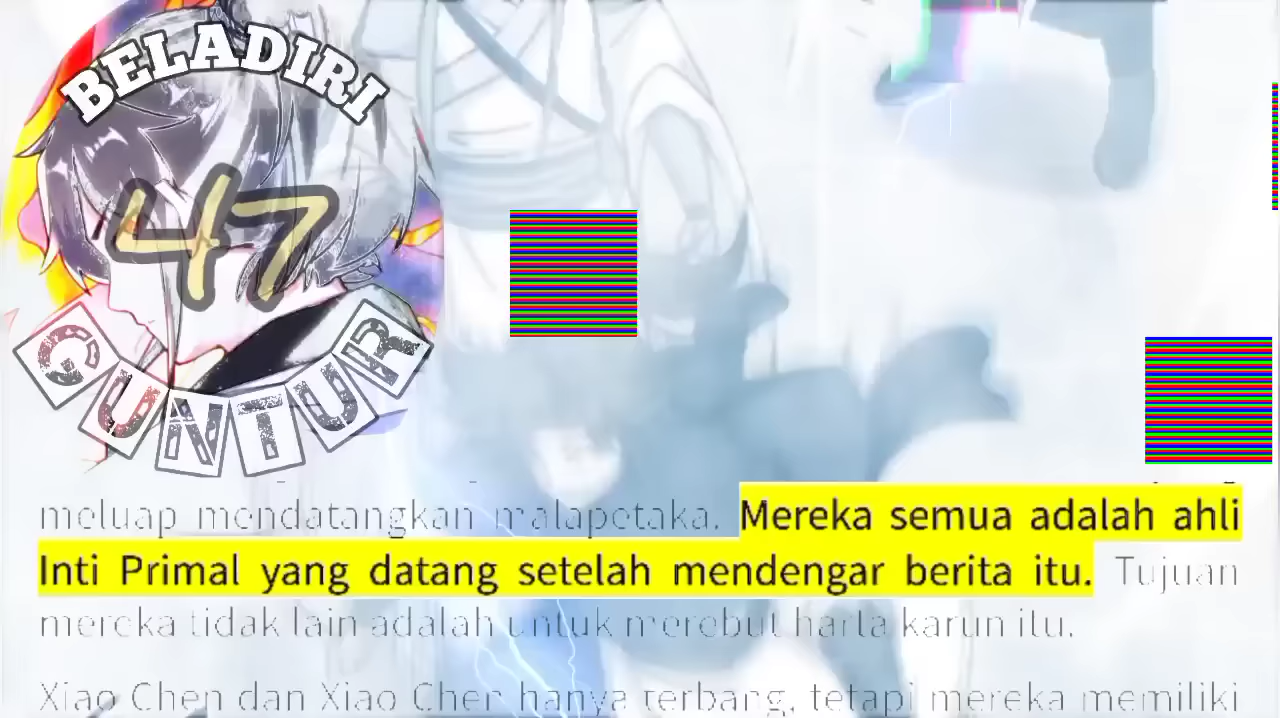 BELADIRI
47
GUNTUR
meluap mendatangkan malapetaka. Mereka semua adalah ahli
Inti Primal yang datang setelah mendengar berita itu. Tujuan
mereka tidak lain adalah untuk merebut harta karun itu.
Xiao Chen dan Xiao Chen hanya terbang, tetapi mereka memiliki